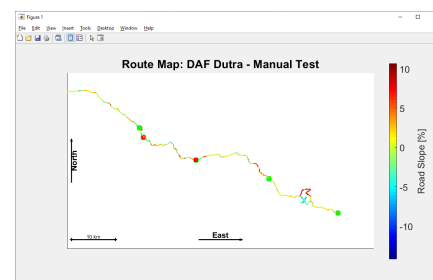 Figure 1
File Edit View Insert Tools Desktop Window Help
Route Map: DAF Dutra - Manual Test
North
10 km
East
10
5
0
-5
-10
Road Slope [%]